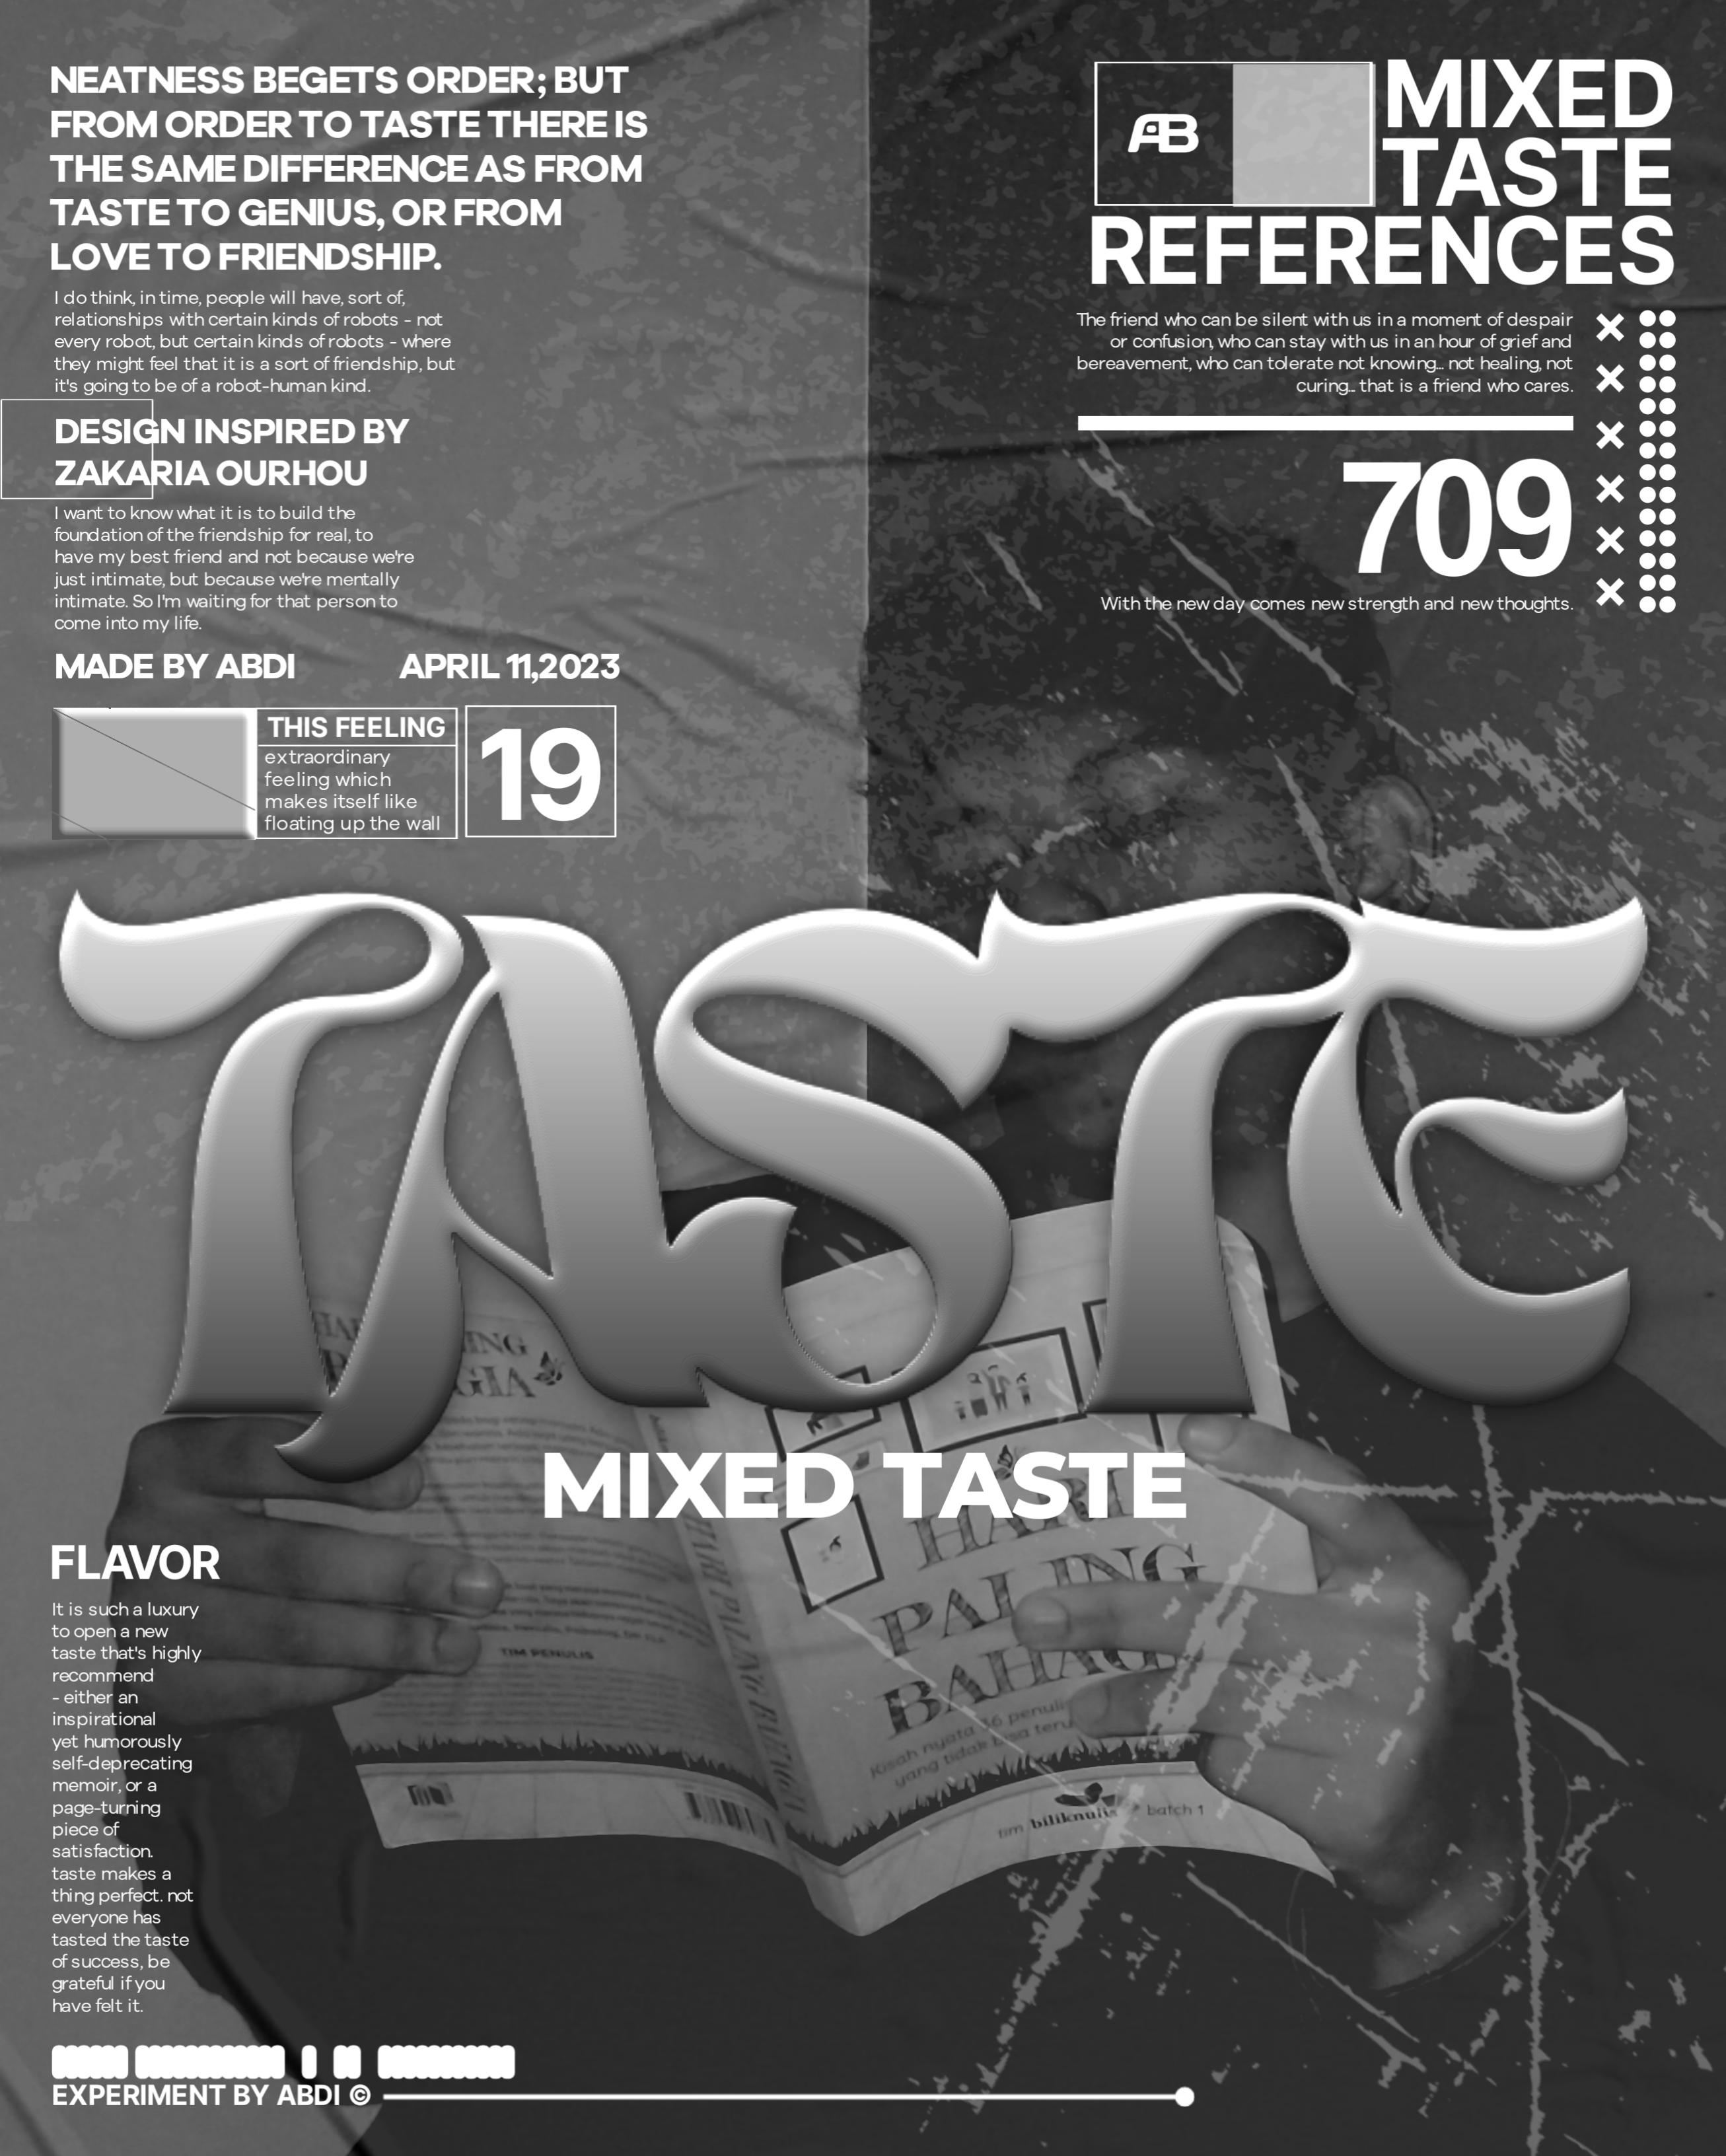 NEATNESS BEGETS ORDER; BUT
FROM ORDER TO TASTE THERE IS
THE SAME DIFFERENCE AS FROM
TASTE TO GENIUS, OR FROM
LOVE TO FRIENDSHIP.
I do think, in time, people will have, sort of,
relationships with certain kinds of robots - not
every robot, but certain kinds of robots - where
they might feel that it is a sort of friendship, but
it's going to be of a robot-human kind.
DESIGN INSPIRED BY
ZAKARIA OURHOU
I want to know what it is to build the
foundation of the friendship for real, to
have my best friend and not because we're
just intimate, but because we're mentally
intimate. So I'm waiting for that person to
come into my life.
MADE BY ABDI
APRIL 11,2023
THIS FEELING
extraordinary
feeling which
makes itself like
floating up the wall
19
AB
MIXED
TASTE
REFERENCES
The friend who can be silent with us in a moment of despair
or confusion, who can stay with us in an hour of grief and
bereavement, who can tolerate not knowing... not healing, not
curing... that is a friend who cares.
709
With the new day comes new strength and new thoughts.
TASTE
MIXED TASTE
TIM PENULIS
HARI
PALING
BAHAG
Kisah nyata 36 penulis
yang tidak bisa teru
tim biliknulis batch 1
FLAVOR
It is such a luxury
to open a new
taste that's highly
recommend
- either an
inspirational
yet humorously
self-deprecating
memoir, or a
page-turning
piece of
satisfaction.
taste makes a
thing perfect. not
everyone has
tasted the taste
of success, be
grateful if you
have felt it.
EXPERIMENT BY ABDI ©